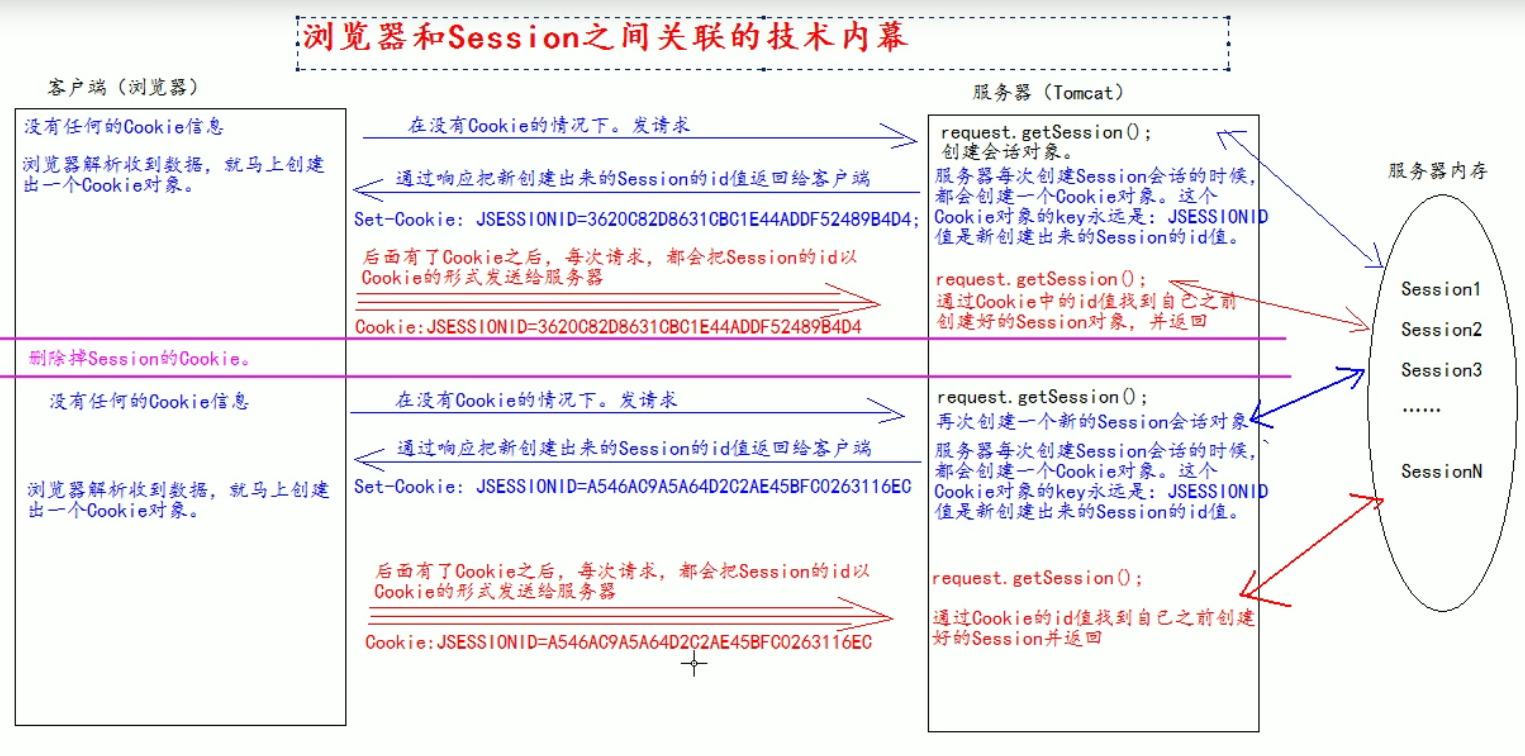 浏览器和Session之间关联的技术内幕
客户端（浏览器）
服务器（Tomcat）
没有任何的Cookie信息
浏览器解析收到数据，就马上创建
出一个Cookie对象。
在没有Cookie的情况下。发请求
通过响应把新创建出来的Session的id值返回给客户端
Set-Cookie: JSESSIONID=3620C82D8631CBC1E44ADDF52489B4D4;
后面有了Cookie之后，每次请求，都会把Session的id以
Cookie的形式发送给服务器
Cookie:JSESSIONID=3620C82D8631CBC1E44ADDF52489B4D4
request.getSession();
创建会话对象。
服务器每次创建Session会话的时候，
都会创建一个Cookie对象。这个
Cookie对象的key永远是：JSESSIONID
值是新创建出来的Session的id值。
request.getSession();
通过Cookie中的id值找到自己之前
创建好的Session对象，并返回
服务器内存
Session1
Session2
Session3
......
SessionN
删除掉Session的Cookie。
没有任何的Cookie信息
浏览器解析收到数据，就马上创建
出一个Cookie对象。
在没有Cookie的情况下。发请求
通过响应把新创建出来的Session的id值返回给客户端
Set-Cookie: JSESSIONID=A546AC9A5A64D2C2AE45BFC0263116EC
后面有了Cookie之后，每次请求，都会把Session的id以
Cookie的形式发送给服务器
Cookie:JSESSIONID=A546AC9A5A64D2C2AE45BFC0263116EC
request.getSession();
再次创建一个新的Session会话对象
服务器每次创建Session会话的时候，
都会创建一个Cookie对象。这个
Cookie对象的key永远是：JSESSIONID
值是新创建出来的Session的id值。
request.getSession();
通过Cookie的id值找到自己之前创建
好的Session并返回